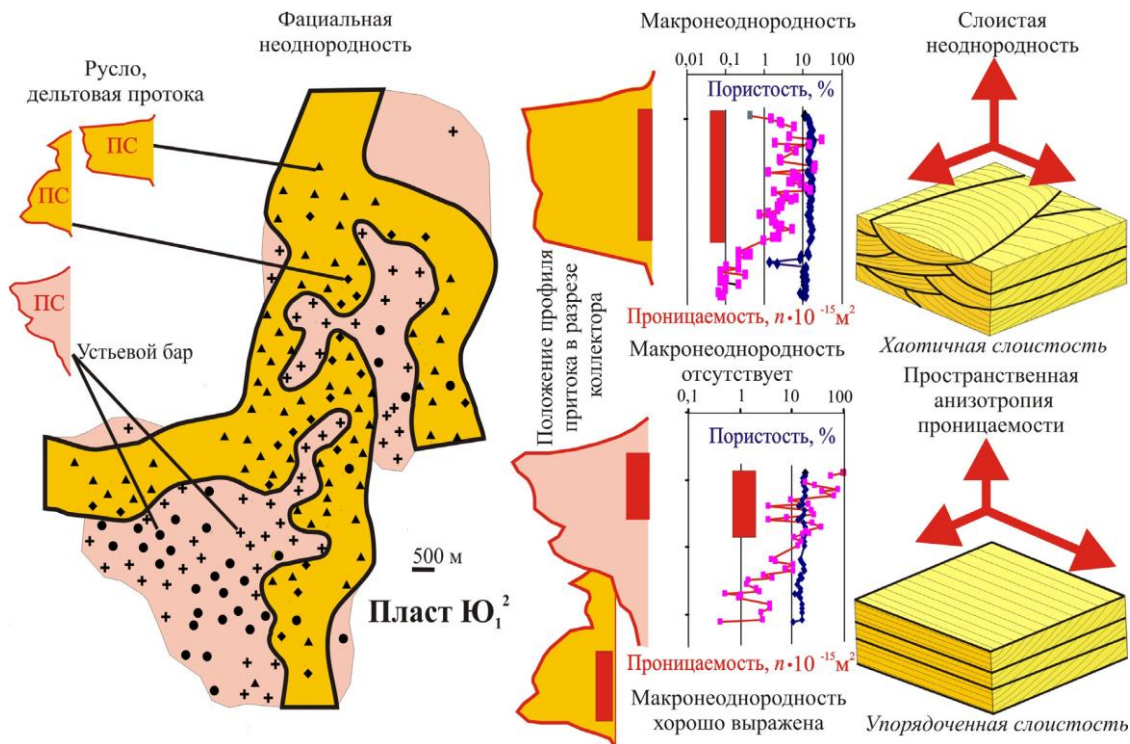 Фациальная
неоднородность
Русло,
дельтовая протока
ПС
ПС
ПС
Устьевой бар
500 м
Пласт Ю₁²
Положение профиля
притока в разрезе
коллектора
Макронеоднородность
0,01 0,1 1 10 100
Пористость, %
Проницаемость, n·10 ⁻¹⁵м²
Макронеоднородность
отсутствует
0,1 1 10 100
Пористость, %
Проницаемость, n·10 ⁻¹⁵м²
Макронеоднородность
хорошо выражена
Слоистая
неоднородность
Хаотичная слоистость
Пространственная
анизотропия
проницаемости
Упорядоченная слоистость